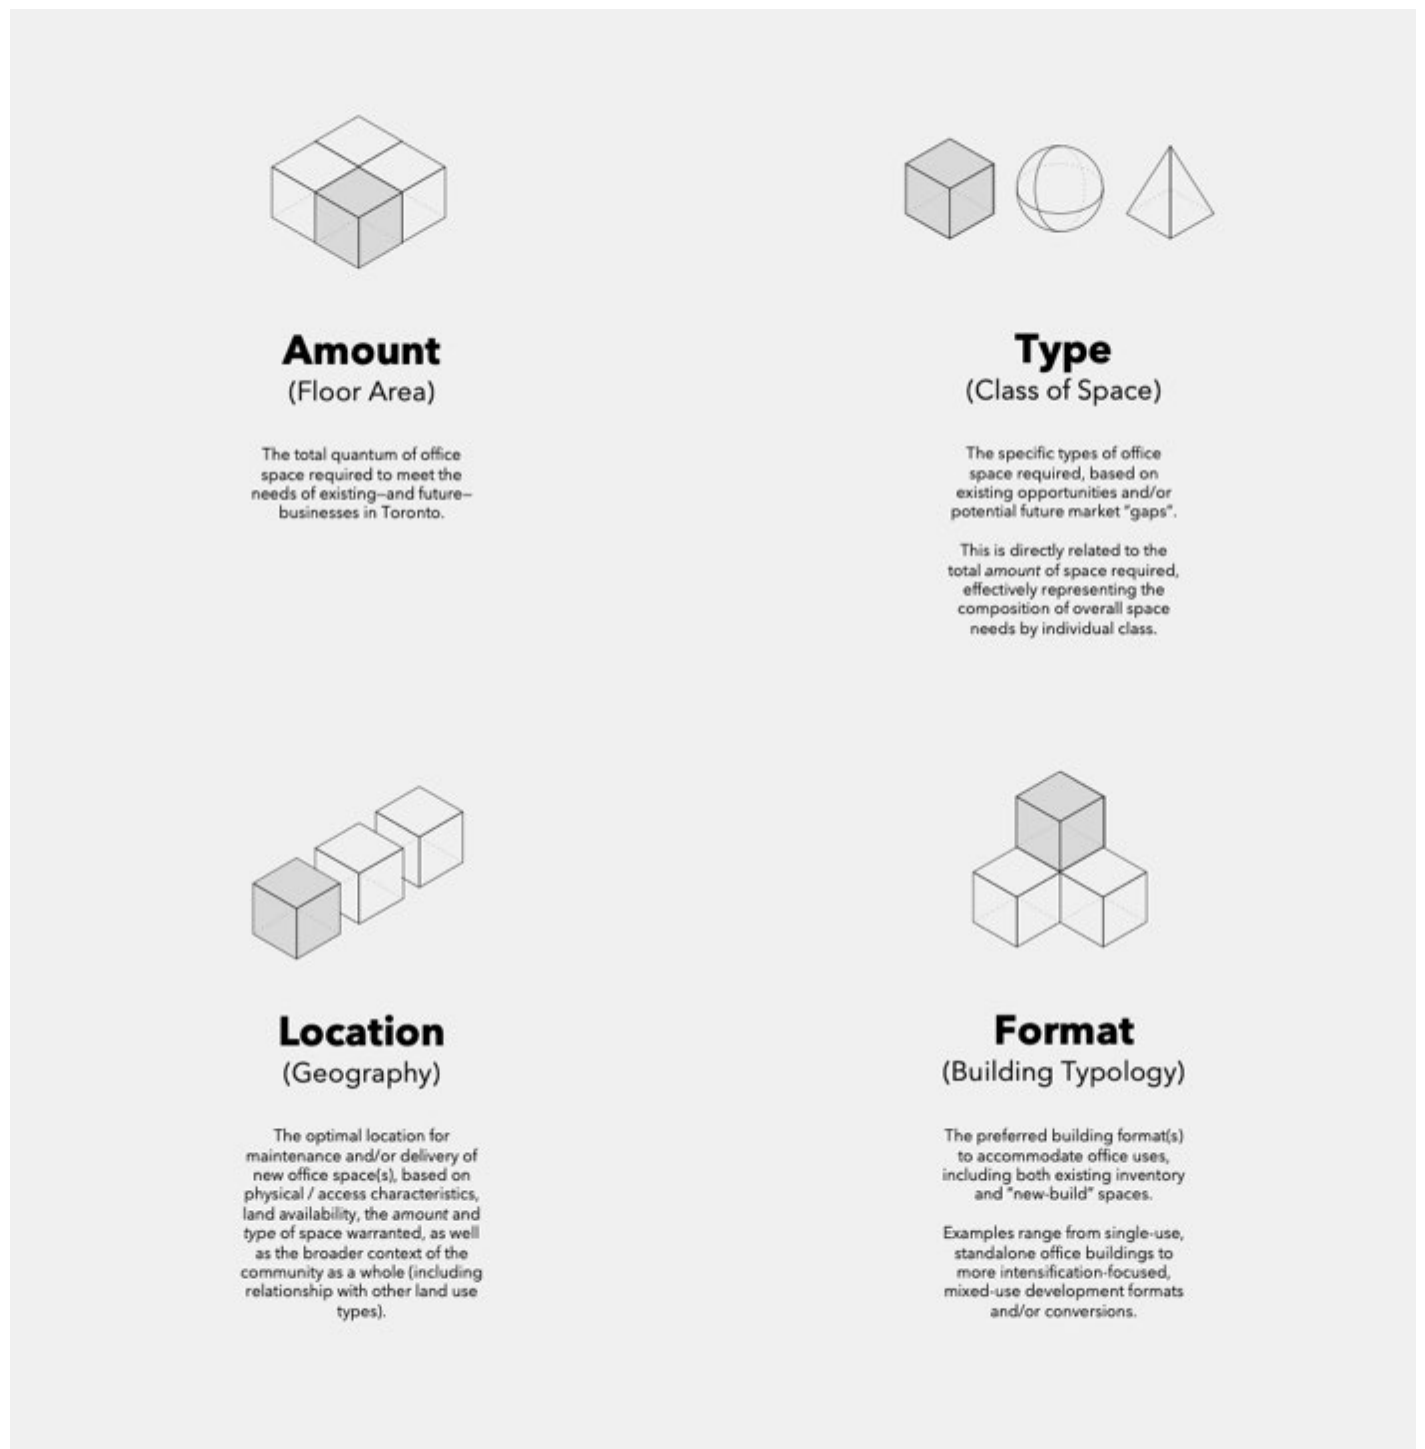 Amount
(Floor Area)
The total quantum of office
space required to meet the
needs of existing—and future—
businesses in Toronto.
Type
(Class of Space)
The specific types of office
space required, based on
existing opportunities and/or
potential future market "gaps".
This is directly related to the
total amount of space required,
effectively representing the
composition of overall space
needs by individual class.
Location
(Geography)
The optimal location for
maintenance and/or delivery of
new office space(s), based on
physical / access characteristics,
land availability, the amount and
type of space warranted, as well
as the broader context of the
community as a whole (including
relationship with other land use
types).
Format
(Building Typology)
The preferred building format(s)
to accommodate office uses,
including both existing inventory
and "new-build" spaces.
Examples range from single-use,
standalone office buildings to
more intensification-focused,
mixed-use development formats
and/or conversions.